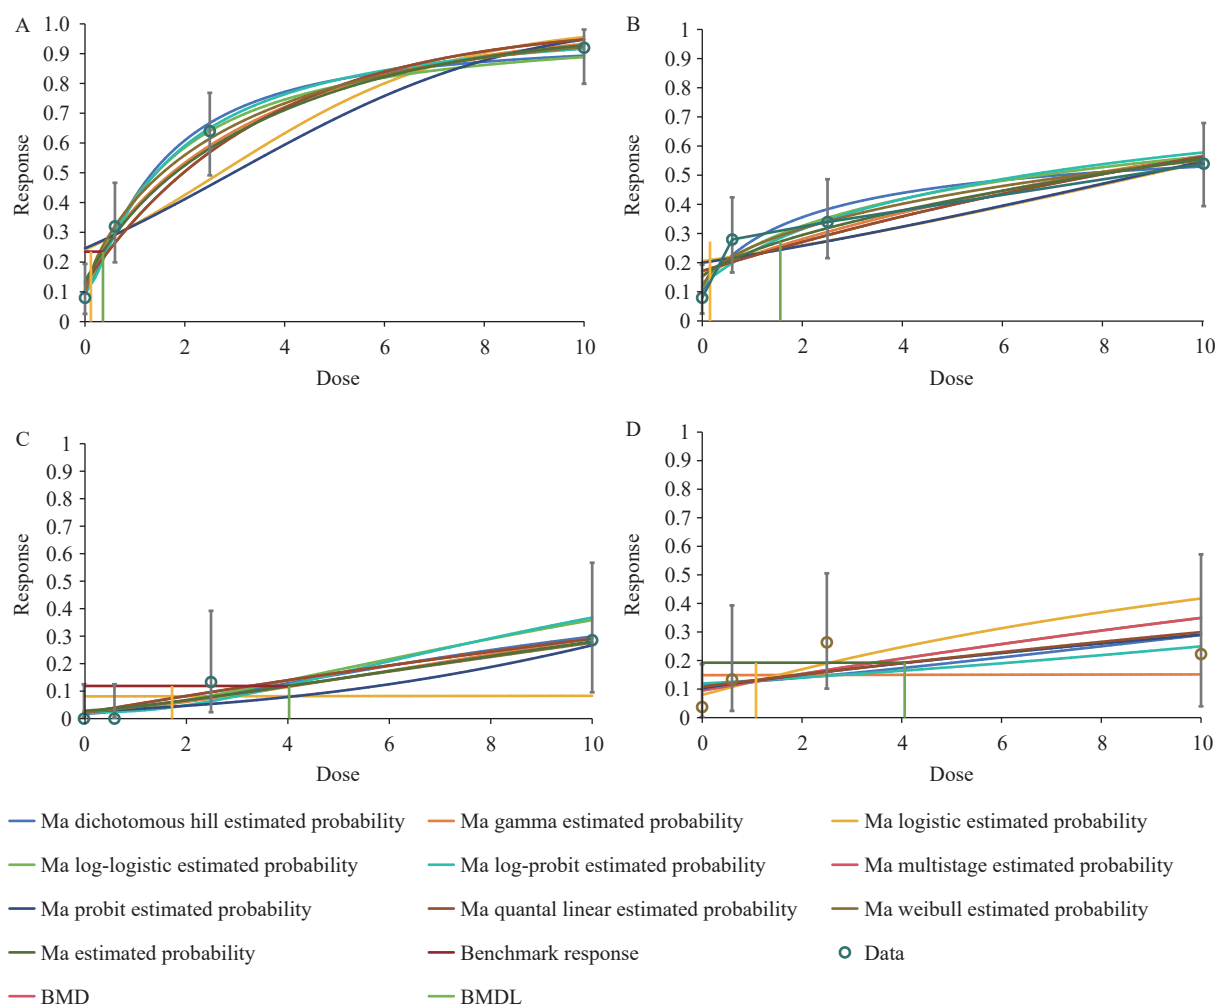 A
1.0
0.9
0.8
0.7
0.6
0.5
0.4
0.3
0.2
0.1
0
Response
0 2 4 6 8 10
Dose
B
1
0.9
0.8
0.7
0.6
0.5
0.4
0.3
0.2
0.1
0
Response
0 2 4 6 8 10
Dose
C
1
0.9
0.8
0.7
0.6
0.5
0.4
0.3
0.2
0.1
0
Response
0 2 4 6 8 10
Dose
D
1
0.9
0.8
0.7
0.6
0.5
0.4
0.3
0.2
0.1
0
Response
0 2 4 6 8 10
Dose
Ma dichotomous hill estimated probability Ma gamma estimated probability Ma logistic estimated probability
Ma log-logistic estimated probability Ma log-probit estimated probability Ma multistage estimated probability
Ma probit estimated probability Ma quantal linear estimated probability Ma weibull estimated probability
Ma estimated probability Benchmark response Data
BMD BMDL